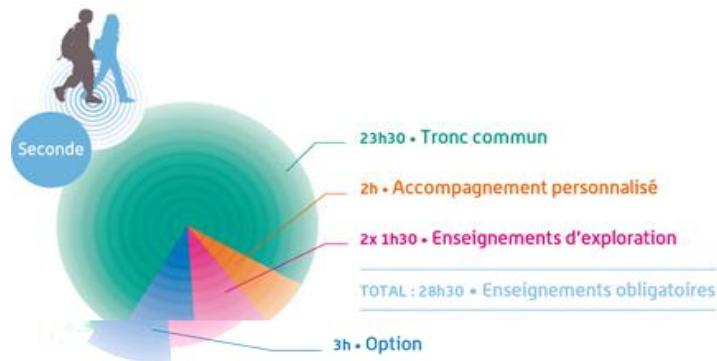 Seconde
23h30 • Tronc commun
2h • Accompagnement personnalisé
2x 1h30 • Enseignements d'exploration
TOTAL : 28h30 • Enseignements obligatoires
3h • Option